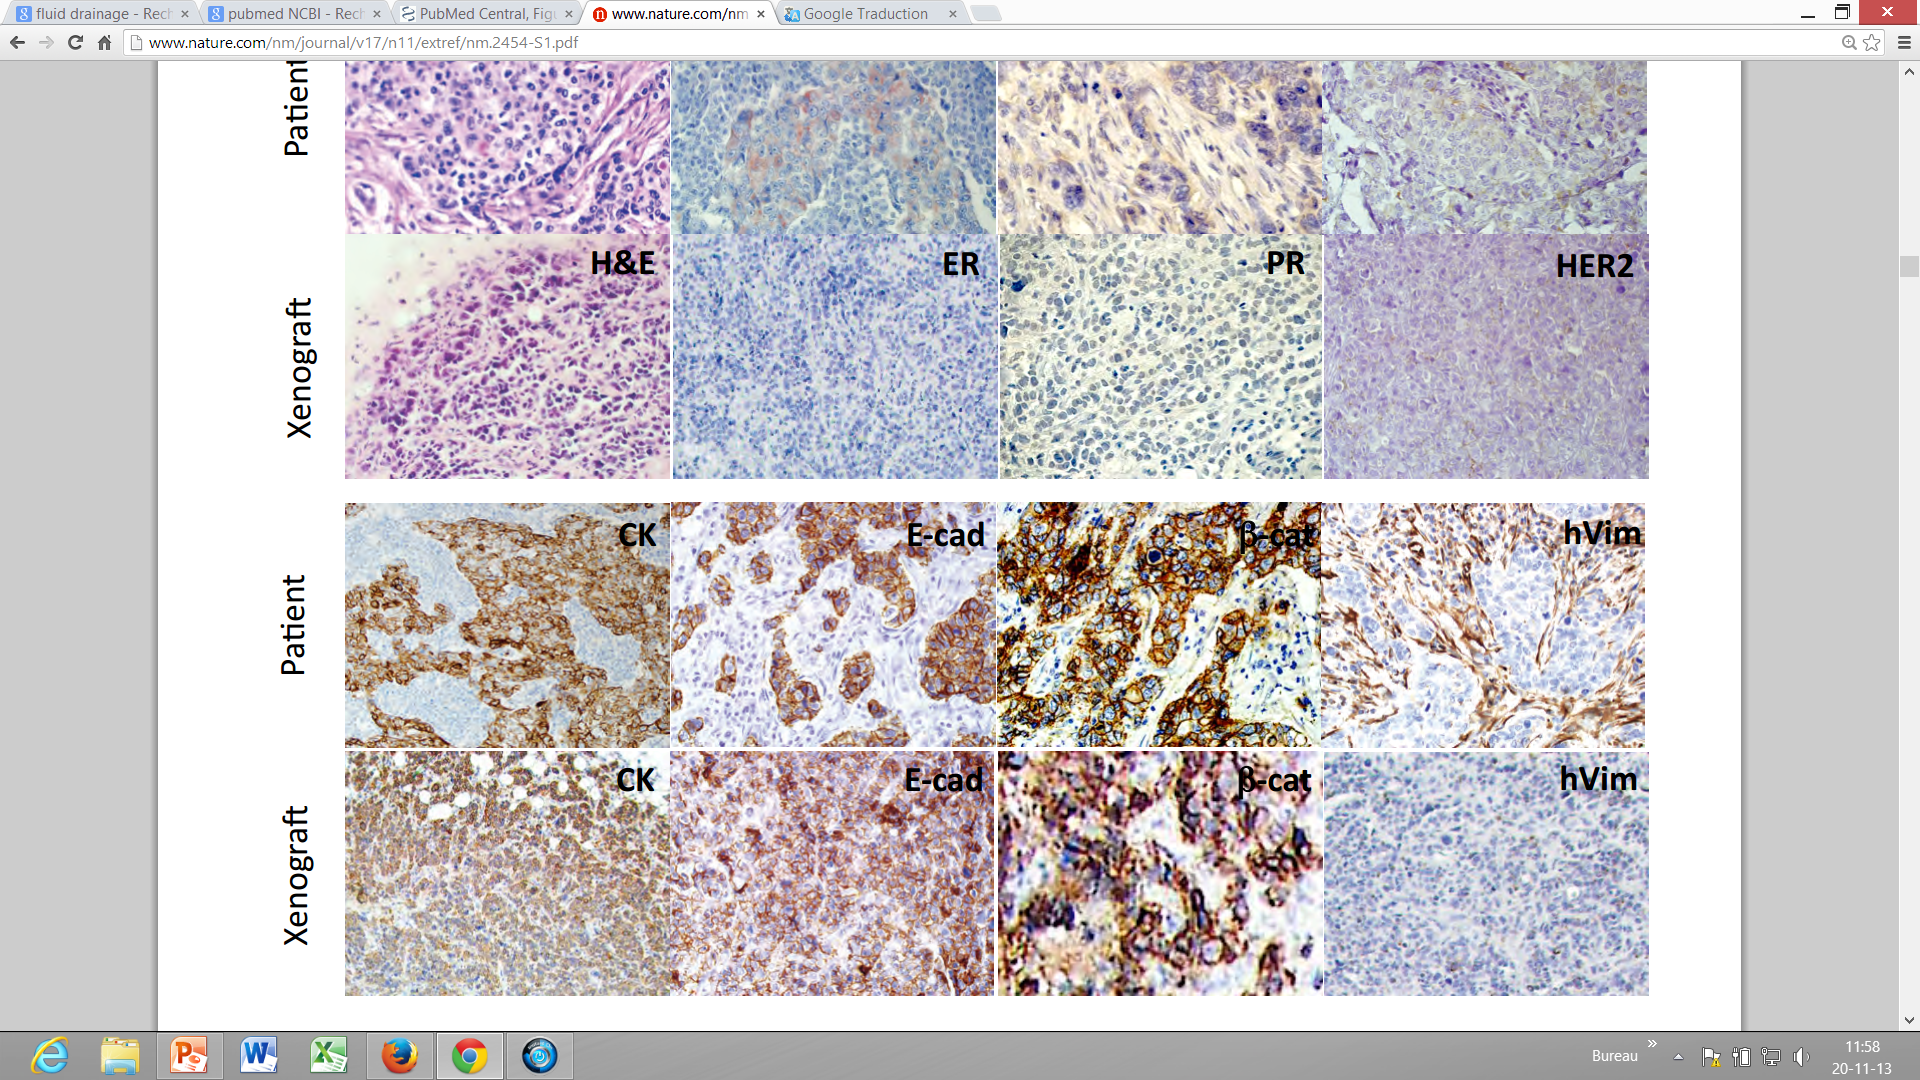 fluid drainage - Rech
pubmed NCBI - Rech
PubMed Central, Figu
www.nature.com/nm
Google Traduction
www.nature.com/nm/journal/v17/n11/extref/nm.2454-S1.pdf
Patient
Xenograft
H&E
ER
PR
HER2
Patient
CK
E-cad
β-cat
hVim
Xenograft
CK
E-cad
β-cat
hVim
Bureau
11:58
20-11-13